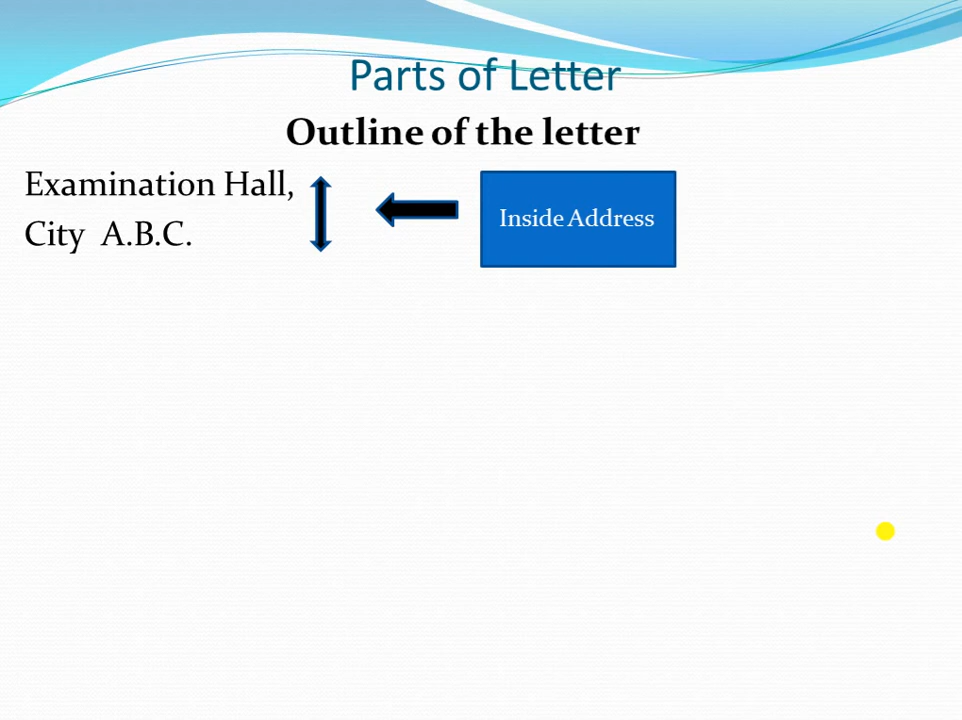 Parts of Letter
Outline of the letter
Examination Hall,
City A.B.C.
Inside Address